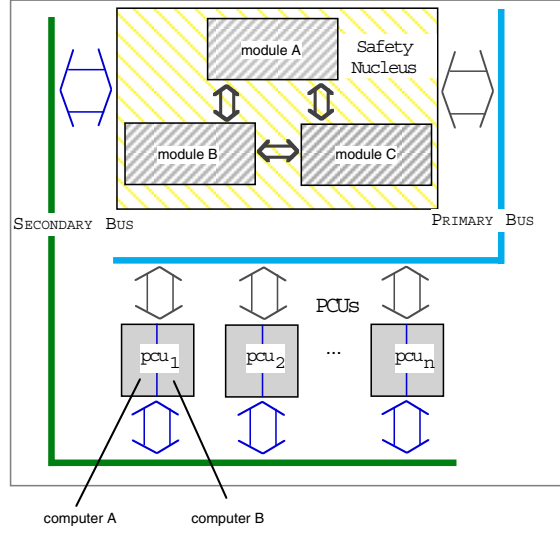 module A
Safety
Nucleus
module B
module C
SECONDARY BUS
PRIMARY BUS
PCUs
pcu1
pcu2
...
pcun
computer A
computer B